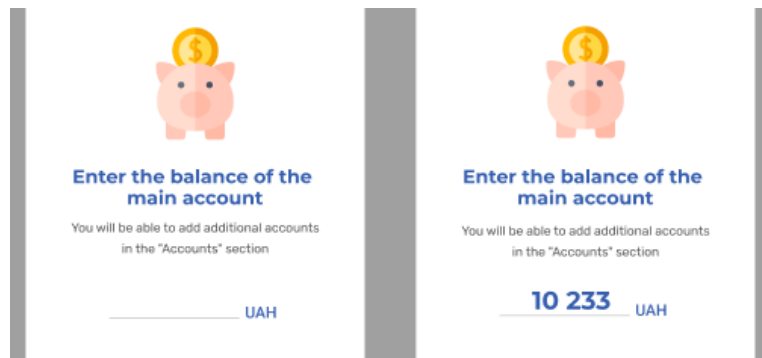 Enter the balance of the
main account
You will be able to add additional accounts
in the "Accounts" section
UAH
Enter the balance of the
main account
You will be able to add additional accounts
in the "Accounts" section
10 233 UAH